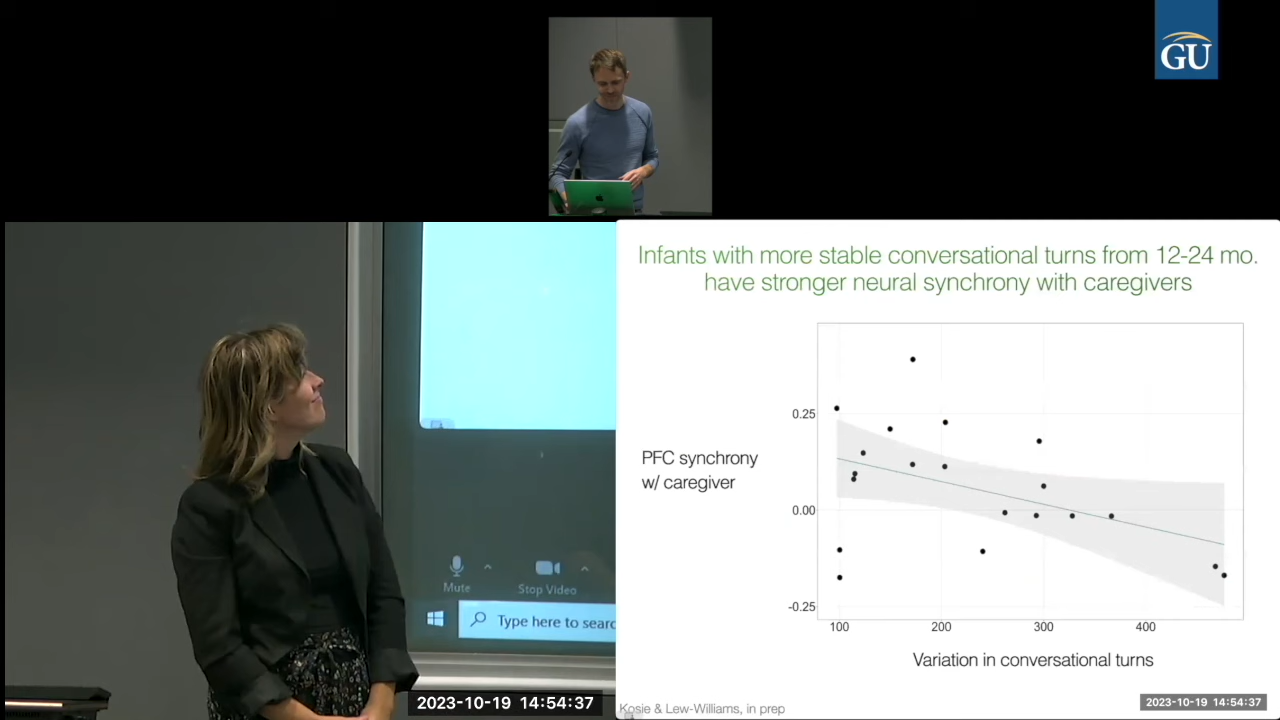 GU
Infants with more stable conversational turns from 12-24 mo.
have stronger neural synchrony with caregivers
PFC synchrony
w/ caregiver
0.25
0.00
-0.25
100
200
300
400
Variation in conversational turns
Kosie & Lew-Williams, in prep
2023-10-19 14:54:37
Mute
Stop Video
Type here to searc
2023-10-19 14:54:37